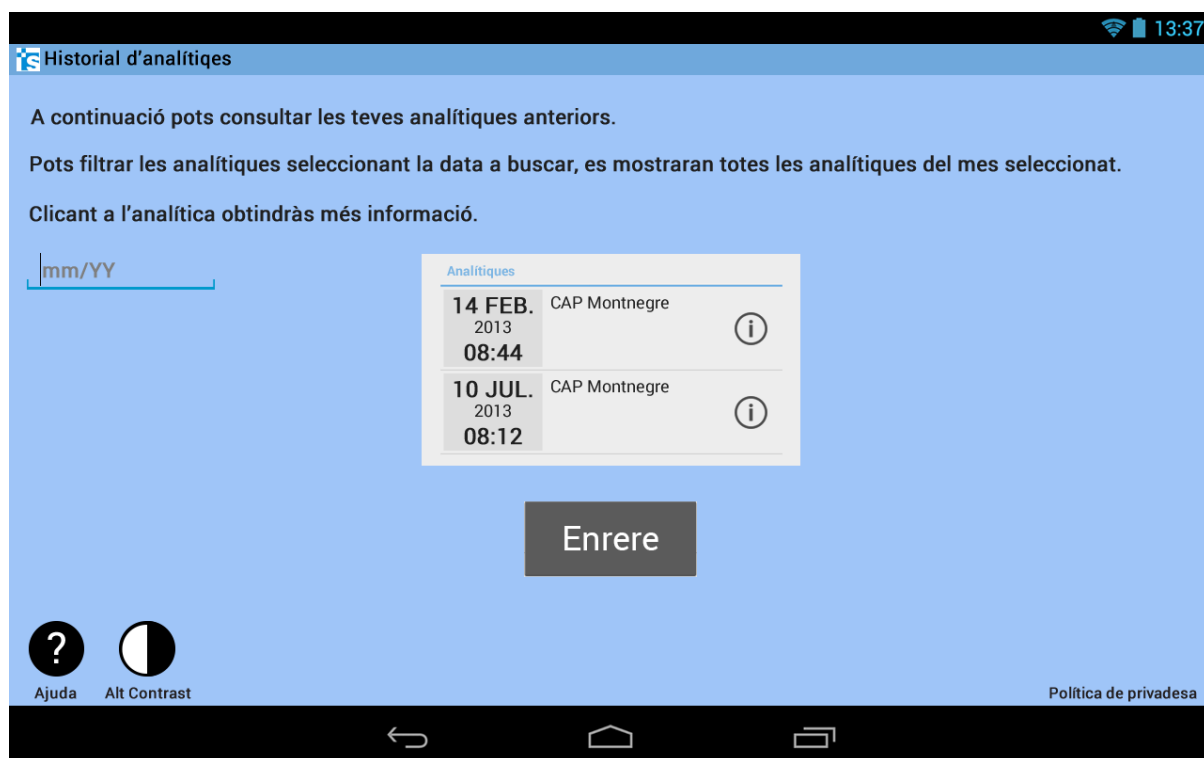 13:37
is Historial d'analítiqes
A continuació pots consultar les teves analítiques anteriors.
Pots filtrar les analítiques seleccionant la data a buscar, es mostraran totes les analítiques del mes seleccionat.
Clicant a l'analítica obtindràs més informació.
mm/YY
Analítiques
14 FEB. CAP Montnegre
2013
08:44
10 JUL. CAP Montnegre
2013
08:12
Enrere
?
Ajuda Alt Contrast
Política de privadesa